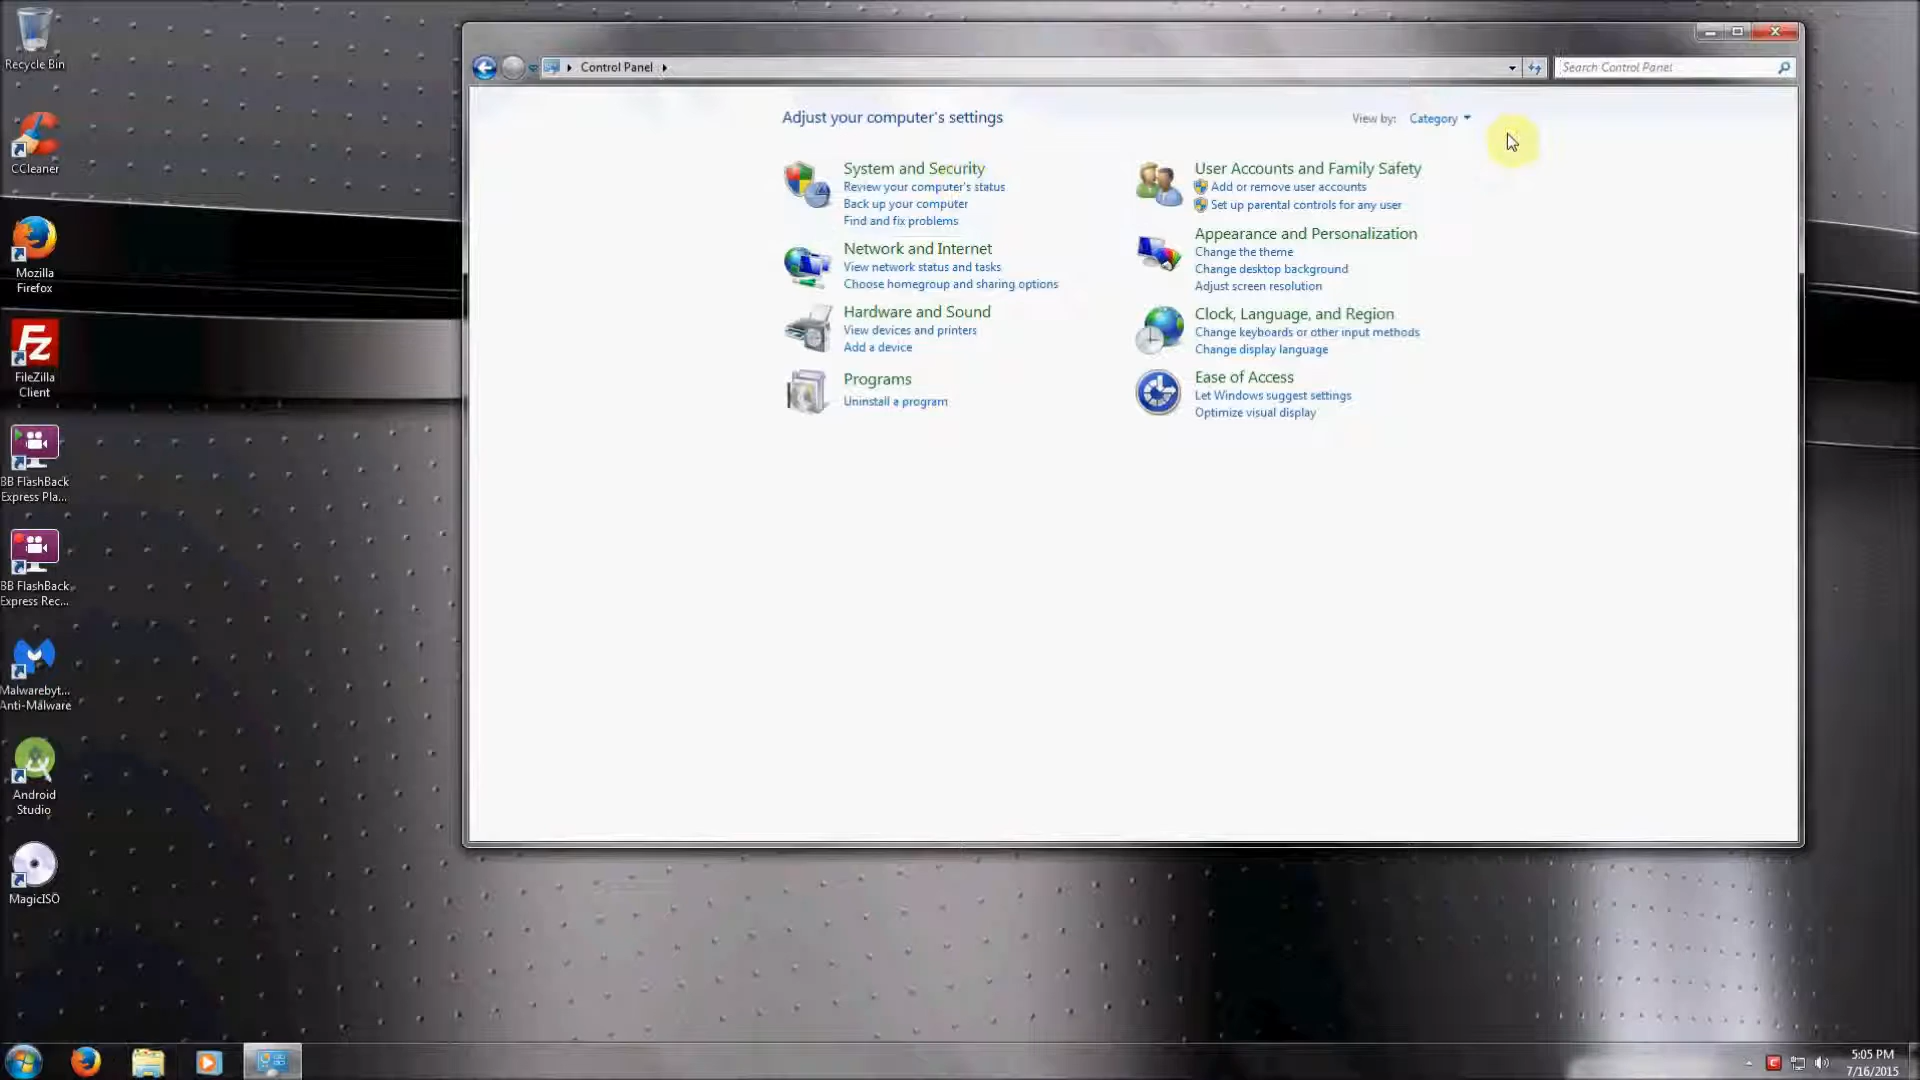 Recycle Bin
CCleaner
Mozilla
Firefox
FileZilla
Client
BB FlashBack
Express Pla...
BB FlashBack
Express Rec...
Malwarebyt...
Anti-Malware
Android
Studio
MagicISO
Control Panel
Search Control Panel
Adjust your computer's settings
View by: Category
System and Security
Review your computer's status
Back up your computer
Find and fix problems
Network and Internet
View network status and tasks
Choose homegroup and sharing options
Hardware and Sound
View devices and printers
Add a device
Programs
Uninstall a program
User Accounts and Family Safety
Add or remove user accounts
Set up parental controls for any user
Appearance and Personalization
Change the theme
Change desktop background
Adjust screen resolution
Clock, Language, and Region
Change keyboards or other input methods
Change display language
Ease of Access
Let Windows suggest settings
Optimize visual display
5:05 PM
7/16/2015